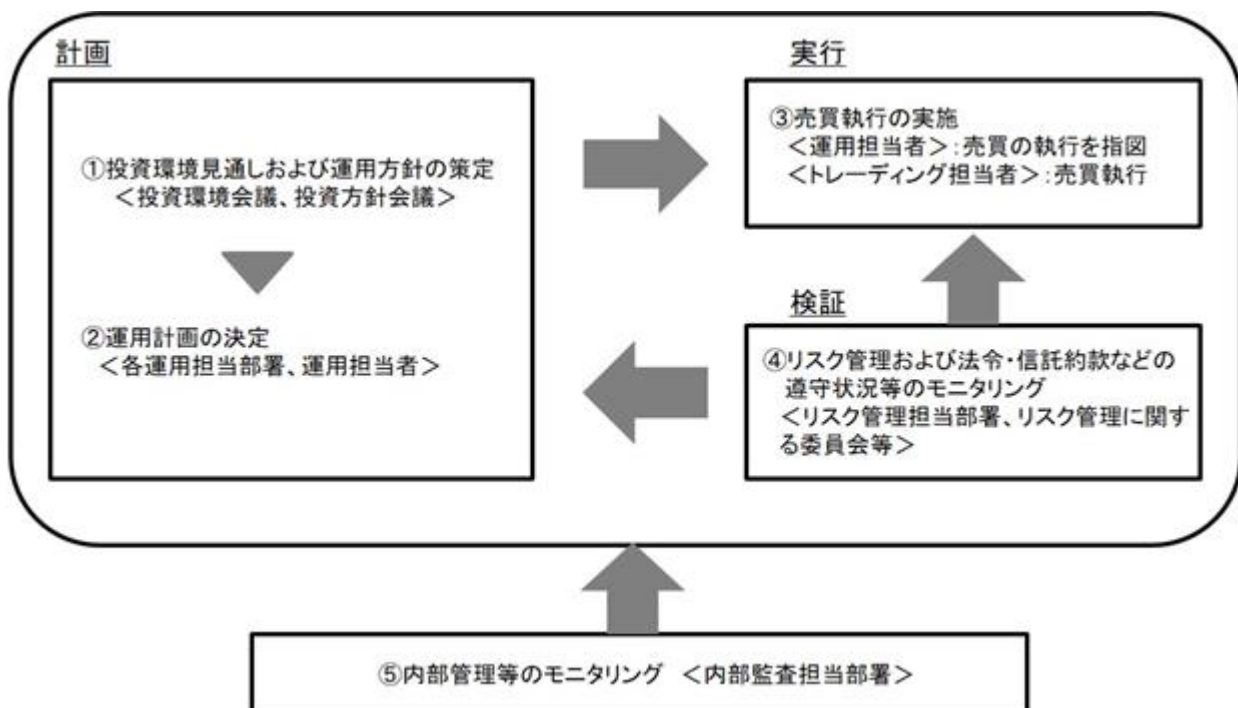 計画
①投資環境見通しおよび運用方針の策定
＜投資環境会議、投資方針会議＞
②運用計画の決定
＜各運用担当部署、運用担当者＞
実行
③売買執行の実施
＜運用担当者＞:売買の執行を指図
＜トレーディング担当者＞:売買執行
検証
④リスク管理および法令・信託約款などの
遵守状況等のモニタリング
＜リスク管理担当部署、リスク管理に関す
る委員会等＞
⑤内部管理等のモニタリング ＜内部監査担当部署＞